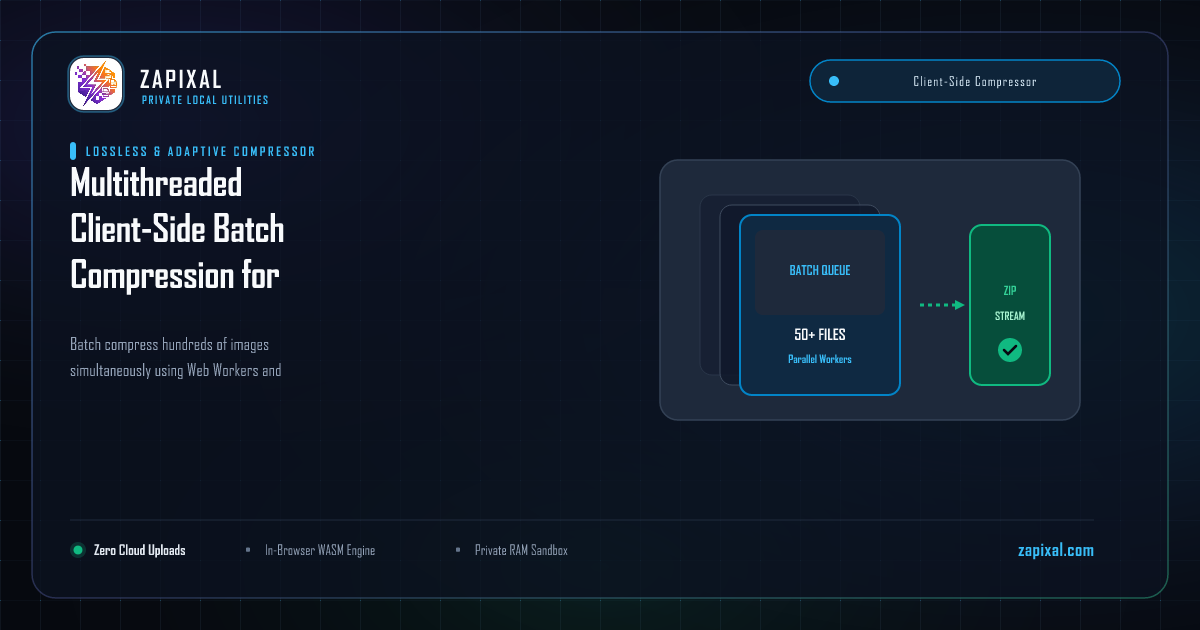 ZAPIXAL
PRIVATE LOCAL UTILITIES
Client-Side Compressor
LOSSLESS & ADAPTIVE COMPRESSOR
Multithreaded
Client-Side Batch
Compression for
Batch compress hundreds of images
simultaneously using Web Workers and
BATCH QUEUE
50+ FILES
Parallel Workers
ZIP
STREAM
Zero Cloud Uploads
In-Browser WASM Engine
Private RAM Sandbox
zapixal.com